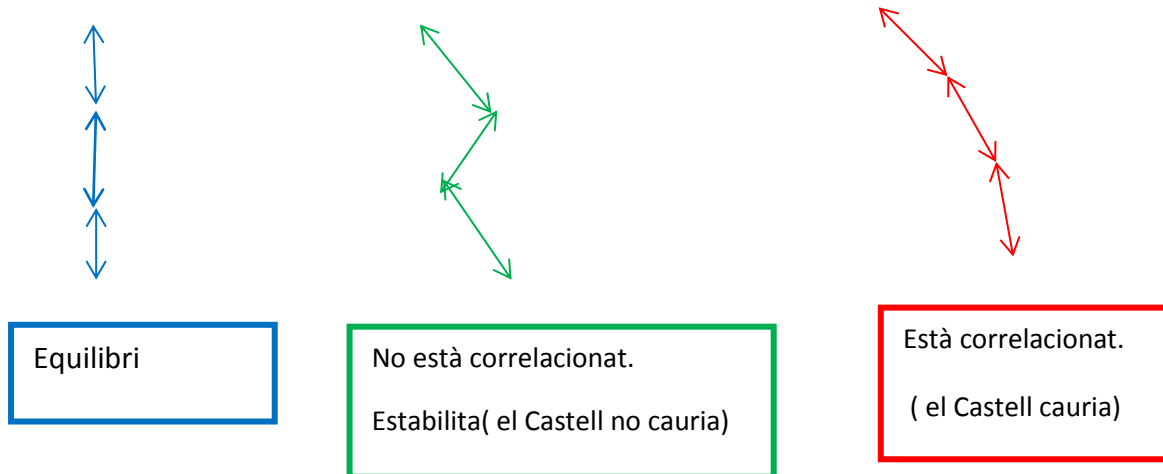 Equilibri
No està correlacionat.
Estabilita( el Castell no cauria)
Està correlacionat.
( el Castell cauria)